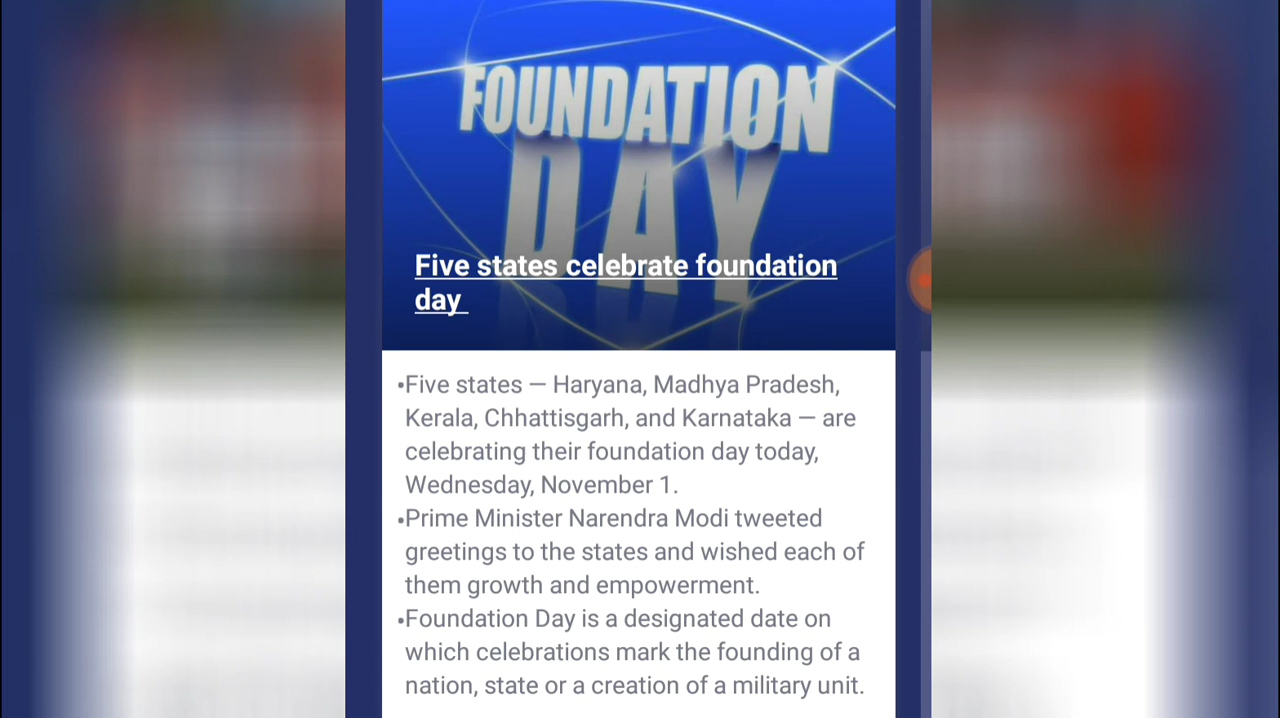 FOUNDATION
DAY
Five states celebrate foundation
day
•Five states — Haryana, Madhya Pradesh,
Kerala, Chhattisgarh, and Karnataka — are
celebrating their foundation day today,
Wednesday, November 1.
•Prime Minister Narendra Modi tweeted
greetings to the states and wished each of
them growth and empowerment.
•Foundation Day is a designated date on
which celebrations mark the founding of a
nation, state or a creation of a military unit.